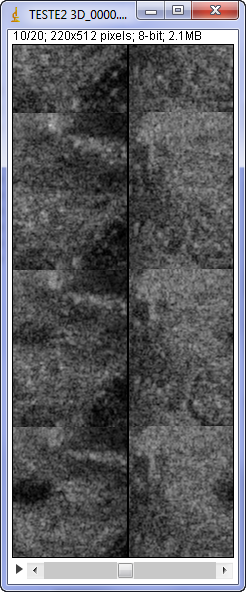 TESTE2 3D_0000....
10/20; 220x512 pixels; 8-bit; 2.1MB